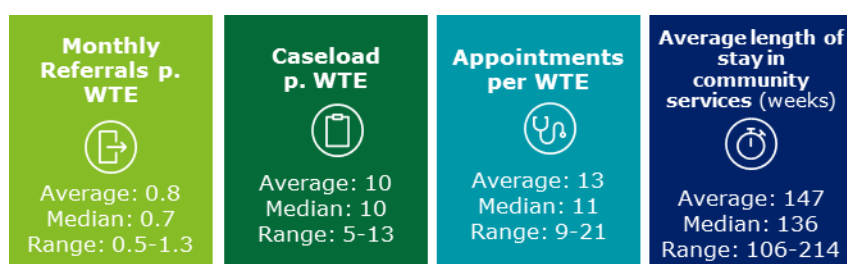 Monthly
Referrals p.
WTE
Average: 0.8
Median: 0.7
Range: 0.5-1.3
Caseload
p. WTE
Average: 10
Median: 10
Range: 5-13
Appointments
per WTE
Average: 13
Median: 11
Range: 9-21
Average length of
stay in
community
services (weeks)
Average: 147
Median: 136
Range: 106-214